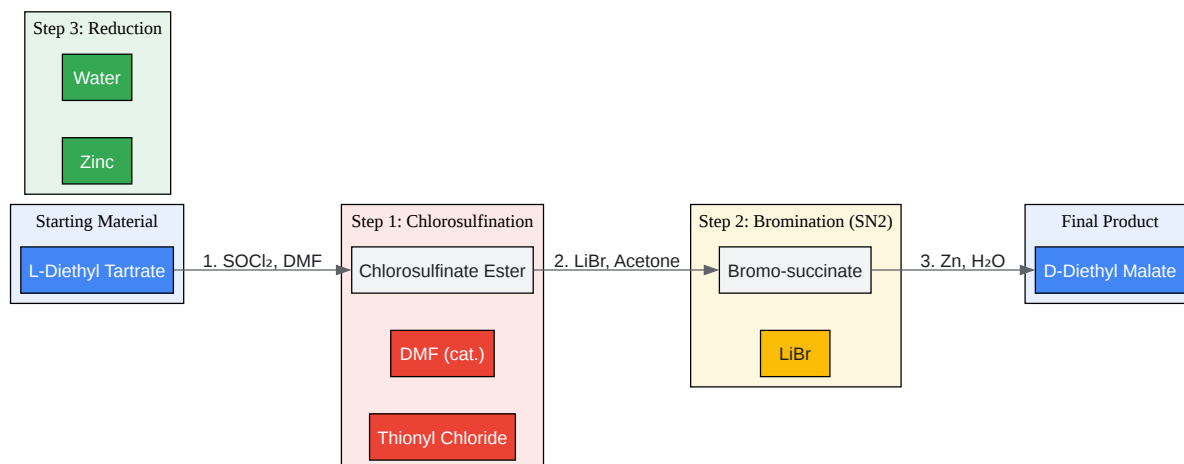 Step 3: Reduction
Water
Zinc
Starting Material
L-Diethyl Tartrate
1. SOCl₂, DMF
Step 1: Chlorosulfination
Chlorosulfinate Ester
DMF (cat.)
Thionyl Chloride
2. LiBr, Acetone
Step 2: Bromination (SN2)
Bromo-succinate
LiBr
3. Zn, H₂O
Final Product
D-Diethyl Malate